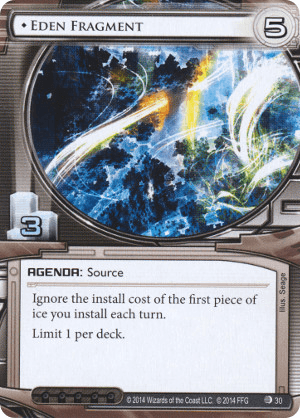 • EDEN FRAGMENT
5
3
AGENDA: Source
Ignore the install cost of the first piece of
ice you install each turn.
Limit 1 per deck.
Illus. Seage
© 2014 Wizards of the Coast LLC. © 2014 FFG
30